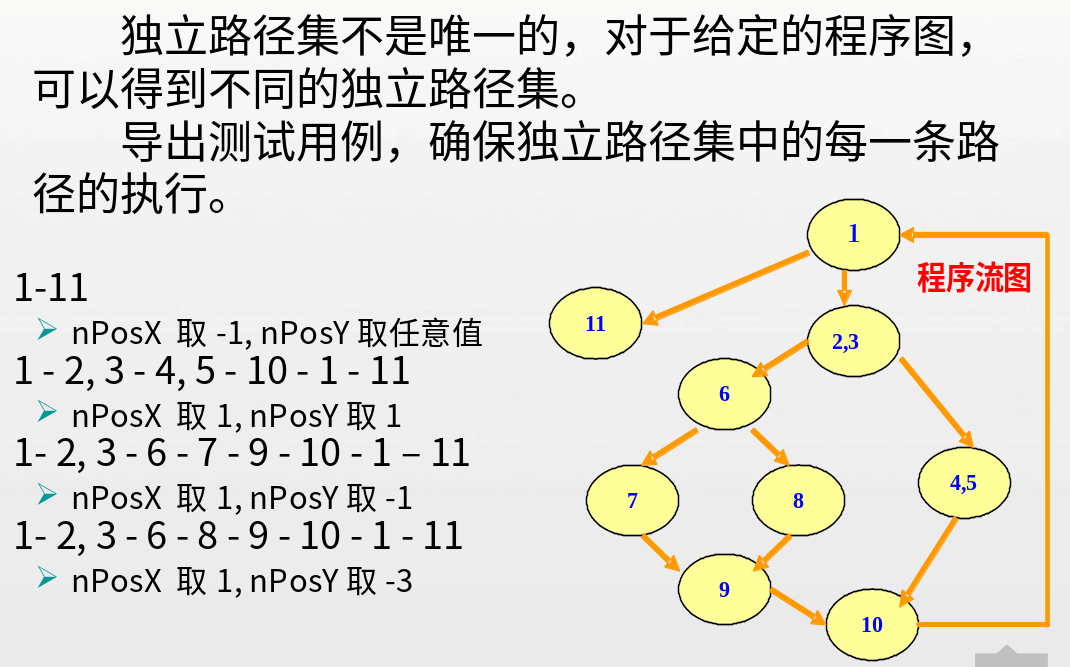 独立路径集不是唯一的，对于给定的程序图，
可以得到不同的独立路径集。
导出测试用例，确保独立路径集中的每一条路
径的执行。
1-11
nPosX 取 -1, nPosY 取任意值
1 - 2, 3 - 4, 5 - 10 - 1 - 11
nPosX 取 1, nPosY 取 1
1- 2, 3 - 6 - 7 - 9 - 10 - 1 – 11
nPosX 取 1, nPosY 取 -1
1- 2, 3 - 6 - 8 - 9 - 10 - 1 - 11
nPosX 取 1, nPosY 取 -3
1
程序流图
11
2,3
6
4,5
7
8
9
10